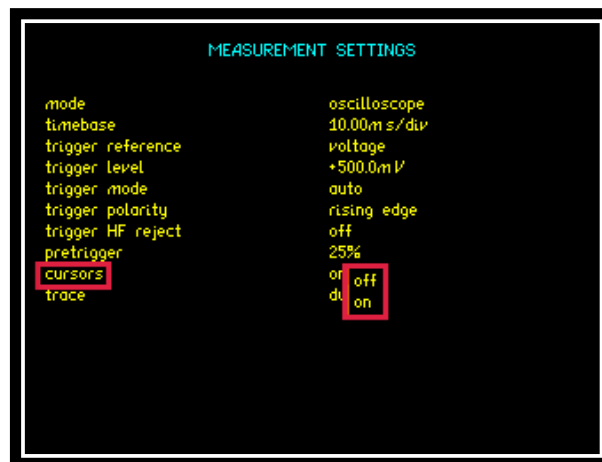 MEASUREMENT SETTINGS
mode oscilloscope
timebase 10.00ms/div
trigger reference voltage
trigger level +500.0mV
trigger mode auto
trigger polarity rising edge
trigger HF reject off
pretrigger 25%
cursors
off
trace
on